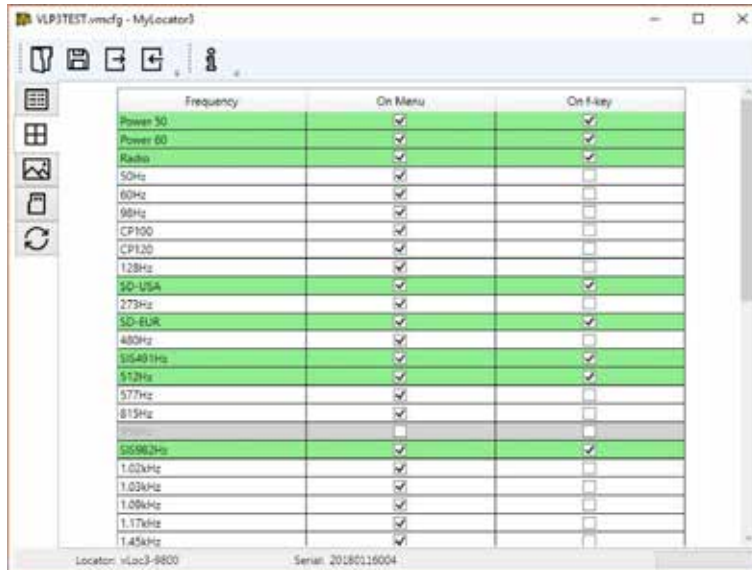 VLP3TEST.vmcfg - MyLocator3
Frequency On Menu On f-key
Power 50
Power 60
Radio
50Hz
60Hz
98Hz
CP100
CP120
128Hz
SD-USA
273Hz
SD-EUR
480Hz
SIS491Hz
512Hz
577Hz
815Hz
SIS982Hz
1.02kHz
1.03kHz
1.09kHz
1.17kHz
1.45kHz
Locator: vLoc3-9800 Serial: 20180116004